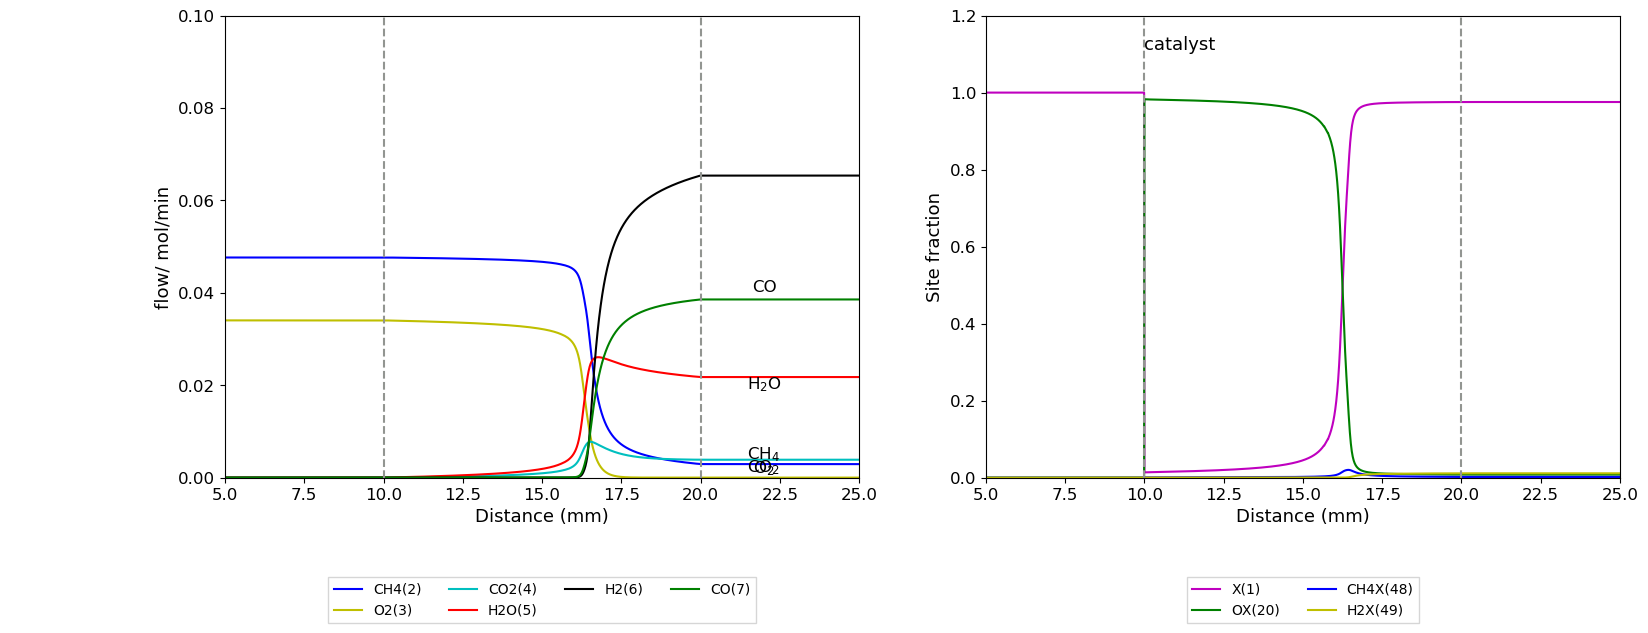 0.10
0.08
0.06
0.04
0.02
0.00
flow/ mol/min
5.0 7.5 10.0 12.5 15.0 17.5 20.0 22.5 25.0
Distance (mm)
CO
H₂O
CH₄
CO₂
O₂
CH4(2) CO2(4) H2(6) CO(7)
O2(3) H2O(5)
1.2
1.0
0.8
0.6
0.4
0.2
0.0
Site fraction
catalyst
5.0 7.5 10.0 12.5 15.0 17.5 20.0 22.5 25.0
Distance (mm)
X(1) CH4X(48)
OX(20) H2X(49)